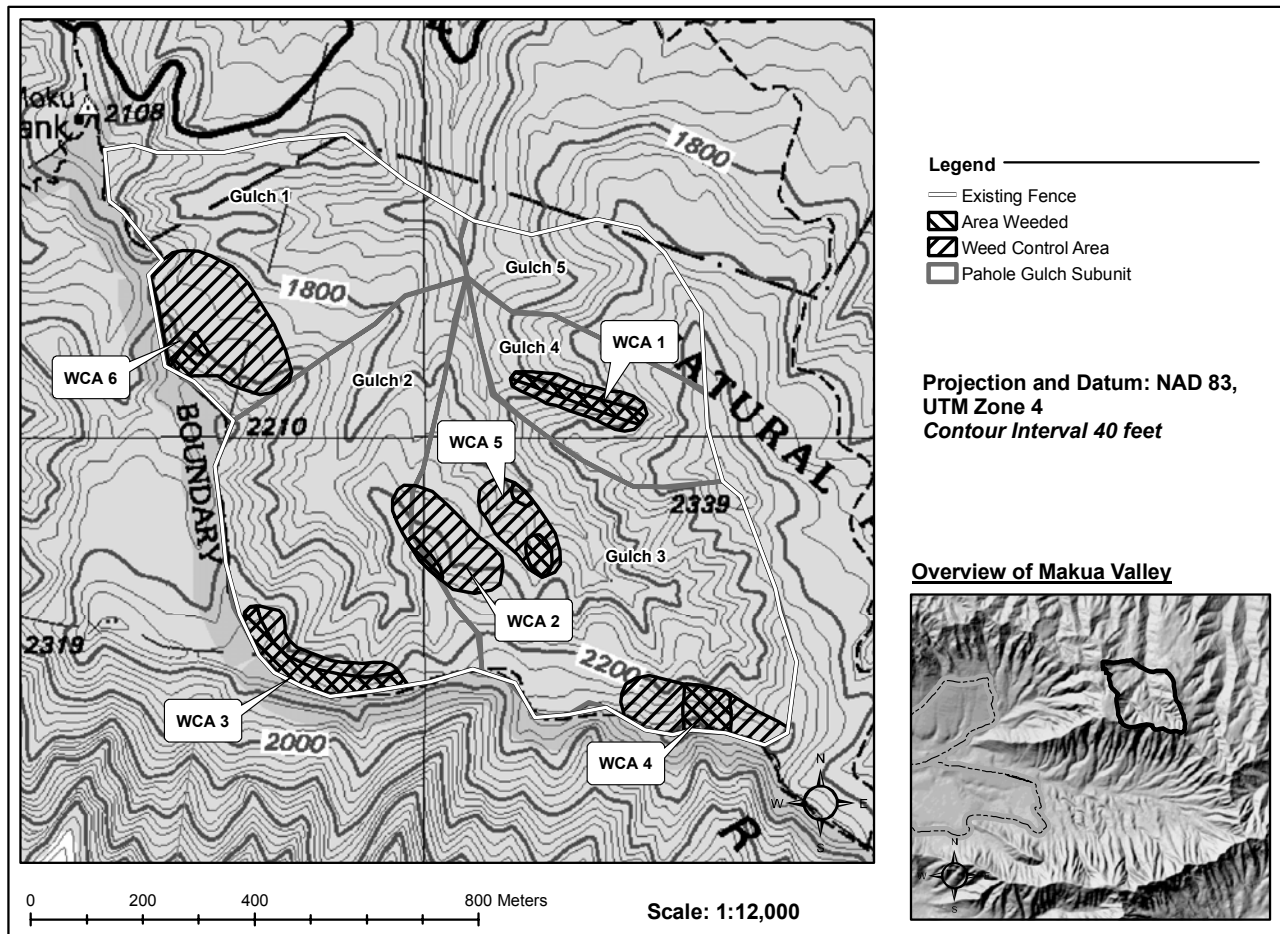 Moku
ank
2108
1800
Gulch 1
Gulch 5
1800
Gulch 4
WCA 1
WCA 6
Gulch 2
ATURAL
BOUNDARY
2210
WCA 5
2339
Gulch 3
WCA 2
2319
2200
WCA 3
2000
WCA 4
N
W E
S
R
0 200 400 800 Meters
Scale: 1:12,000
Legend
Existing Fence
Area Weeded
Weed Control Area
Pahole Gulch Subunit
Projection and Datum: NAD 83,
UTM Zone 4
Contour Interval 40 feet
Overview of Makua Valley
N
W E
S